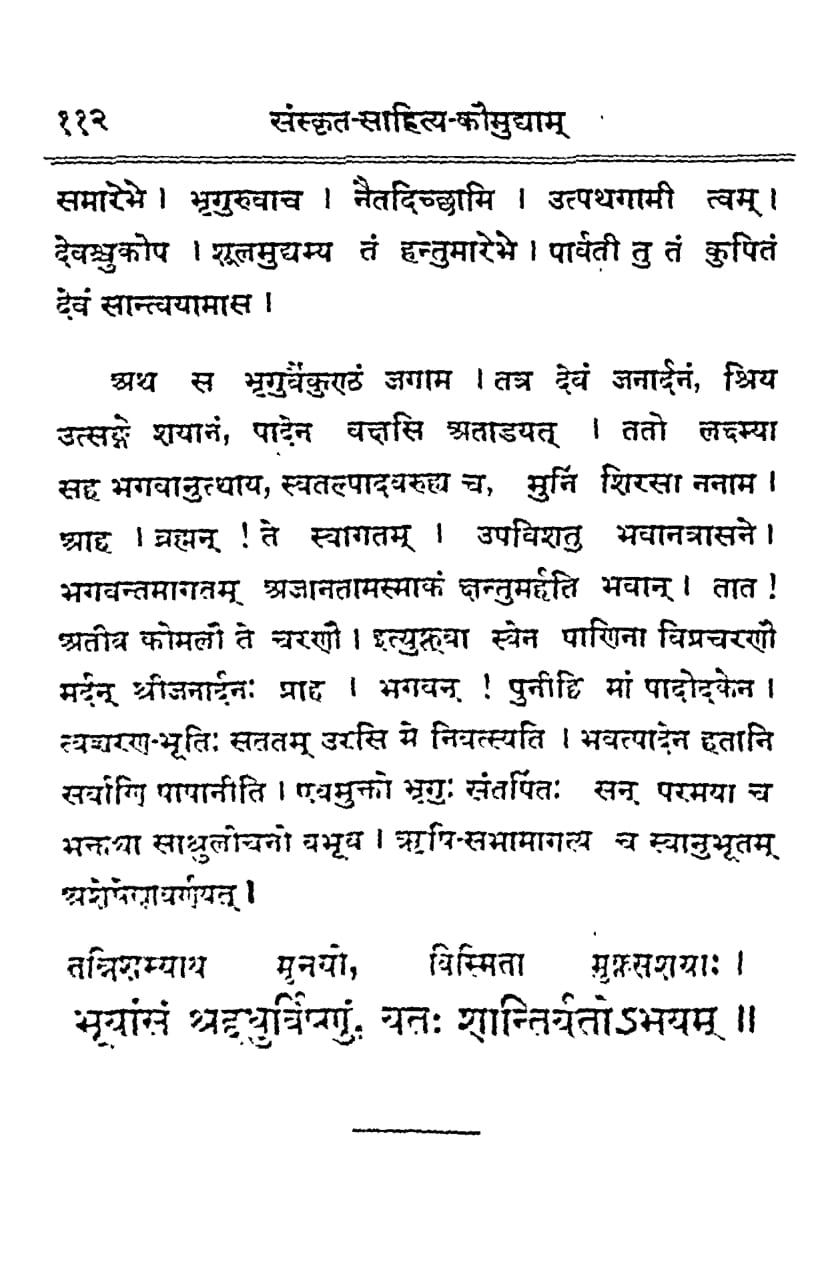 ११२ संस्कृत-साहित्य-कौमुद्याम्
समारेभे । भृगुरुवाच । नैतदिच्छामि । उत्पथगामी त्वम् ।
देवश्चुकोप । शूलमुद्यम्य तं हन्तुमारेभे । पार्वती तु तं कुपितं
देवं सान्त्वयामास ।
अथ स भृगुर्वैकुण्ठं जगाम । तत्र देवं जनार्दनं, श्रिय
उत्सङ्गे शयानं, पादेन वक्षसि अताडयत् । ततो लक्ष्म्या
सह भगवानुत्थाय, स्वतल्पादवरुह्य च, मुनिं शिरसा ननाम ।
आह । ब्रह्मन् ! ते स्वागतम् । उपविशतु भवानत्रासने ।
भगवन्तमागतम् अजानतामस्माकं क्षन्तुमर्हति भवान् । तात !
अतीव कोमलौ ते चरणौ । इत्युक्त्वा स्वेन पाणिना विप्रचरणौ
मर्दन् श्रीजनार्दनः प्राह । भगवन् ! पुनीहि मां पादोदकेन ।
त्वच्चरण-भूतिः सततम् उरसि मे निवत्स्यति । भवत्पादेन हतानि
सर्वाणि पापानीति । एवमुक्तो भृगुः संतर्पितः सन् परमया च
भक्त्या साश्रुलोचनो बभूव । ऋषि-सभामागत्य च स्वानुभूतम्
अशेषेणावर्णयत् ।
तन्निशम्याथ मुनयो, विस्मिता मुक्तसंशयाः ।
भूयांसं श्रद्दधुर्विष्णुं, यतः शान्तिर्यतोऽभयम् ॥